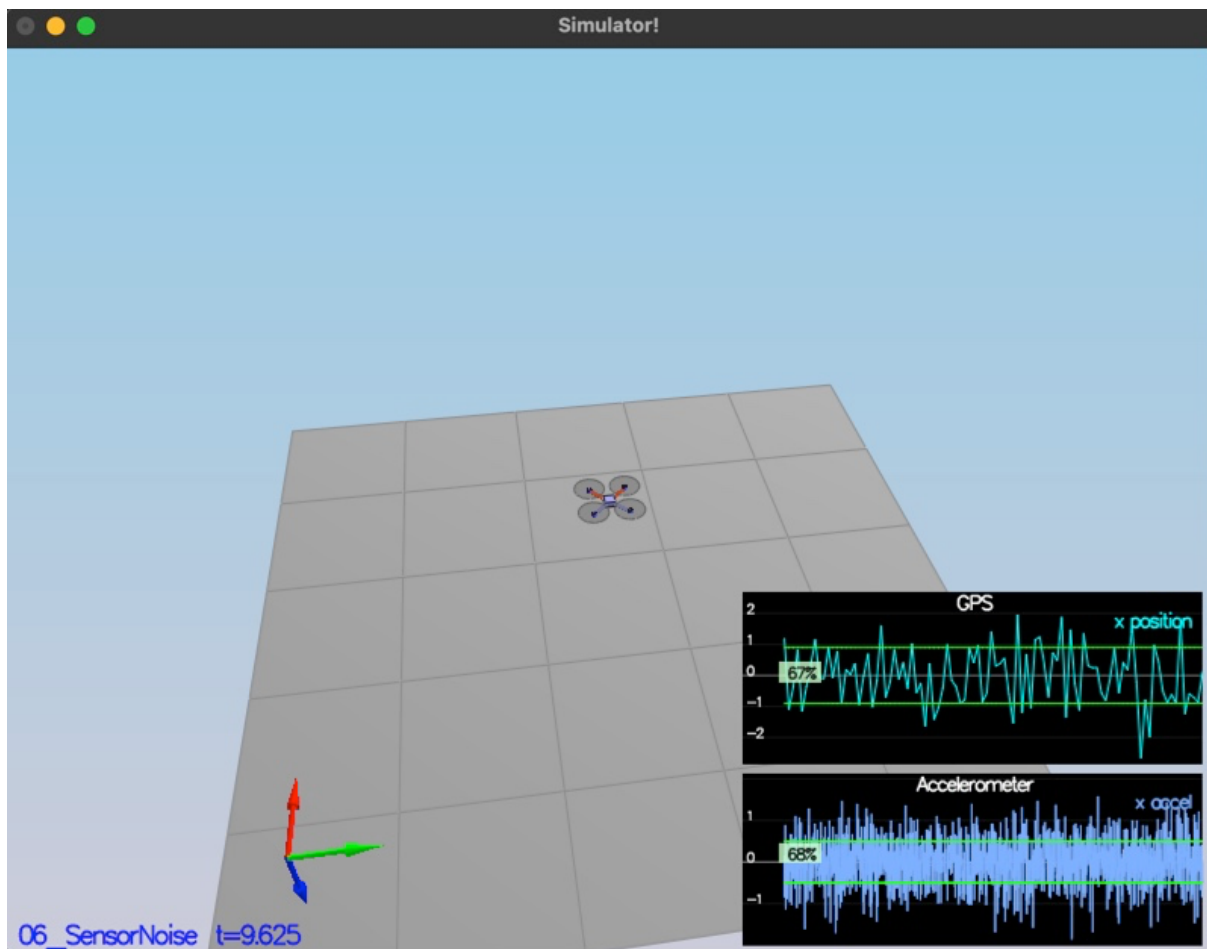 Simulator!
GPS
x position
2
1
0
67%
−1
−2
Accelerometer
x accel
1
0
68%
−1
06_SensorNoise t=9.625